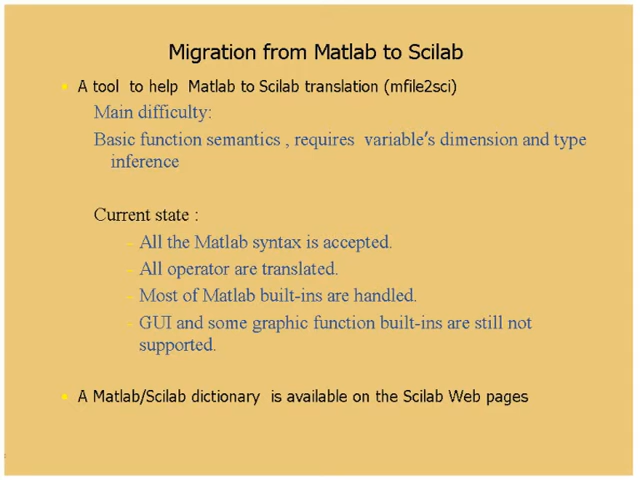 Migration from Matlab to Scilab
A tool to help Matlab to Scilab translation (mfile2sci)
Main difficulty:
Basic function semantics , requires variable's dimension and type
inference
Current state :
– All the Matlab syntax is accepted.
– All operator are translated.
– Most of Matlab built-ins are handled.
– GUI and some graphic function built-ins are still not
supported.
A Matlab/Scilab dictionary is available on the Scilab Web pages